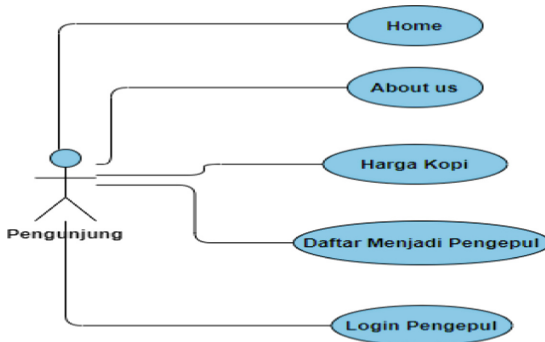 Home
About us
Harga Kopi
Pengunjung
Daftar Menjadi Pengepul
Login Pengepul